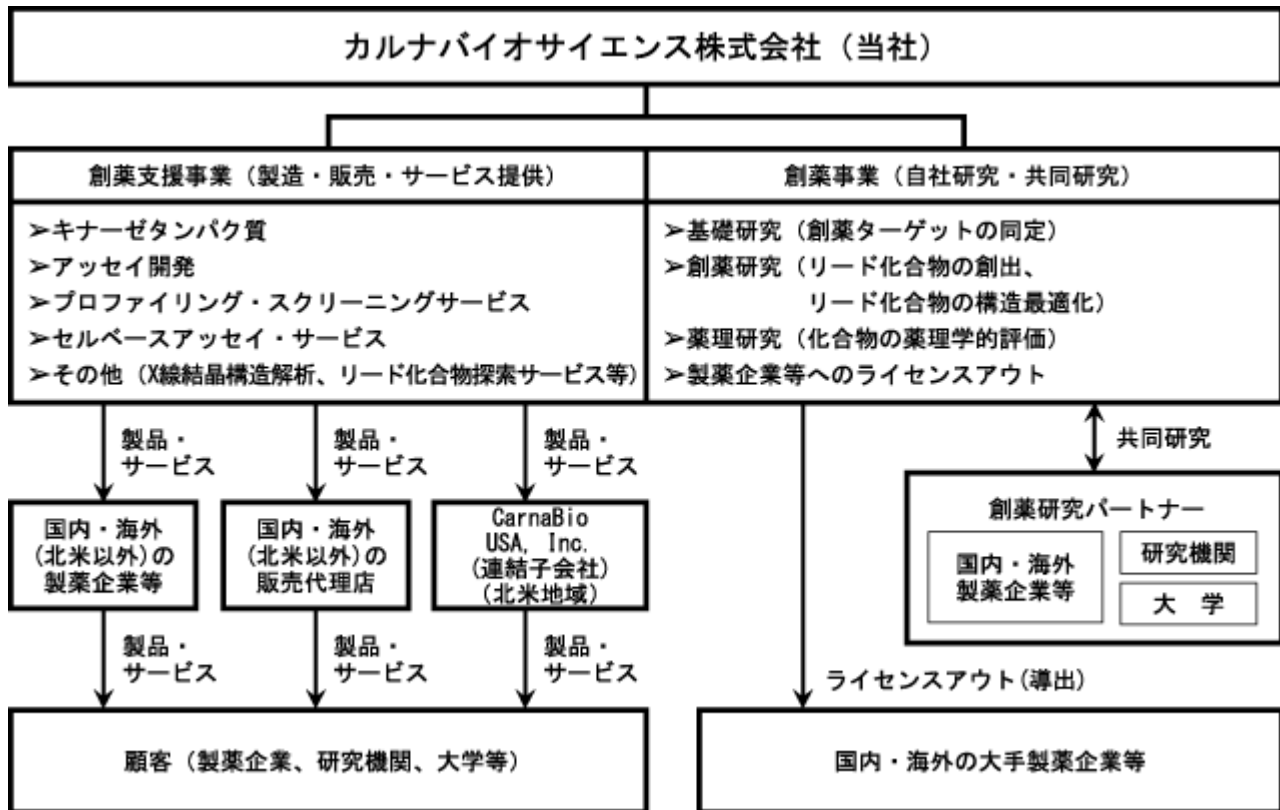 カルナバイオサイエンス株式会社（当社）
創薬支援事業（製造・販売・サービス提供）
➢キナーゼタンパク質
➢アッセイ開発
➢プロファイリング・スクリーニングサービス
➢セルベースアッセイ・サービス
➢その他（X線結晶構造解析、リード化合物探索サービス等）
創薬事業（自社研究・共同研究）
➢基礎研究（創薬ターゲットの同定）
➢創薬研究（リード化合物の創出、
リード化合物の構造最適化）
➢薬理研究（化合物の薬理学的評価）
➢製薬企業等へのライセンスアウト
製品・
サービス
製品・
サービス
製品・
サービス
共同研究
国内・海外
(北米以外)の
製薬企業等
国内・海外
(北米以外)の
販売代理店
CarnaBio
USA, Inc.
(連結子会社)
(北米地域)
創薬研究パートナー
国内・海外
製薬企業等
研究機関
大　学
製品・
サービス
製品・
サービス
製品・
サービス
ライセンスアウト(導出)
顧客（製薬企業、研究機関、大学等）
国内・海外の大手製薬企業等